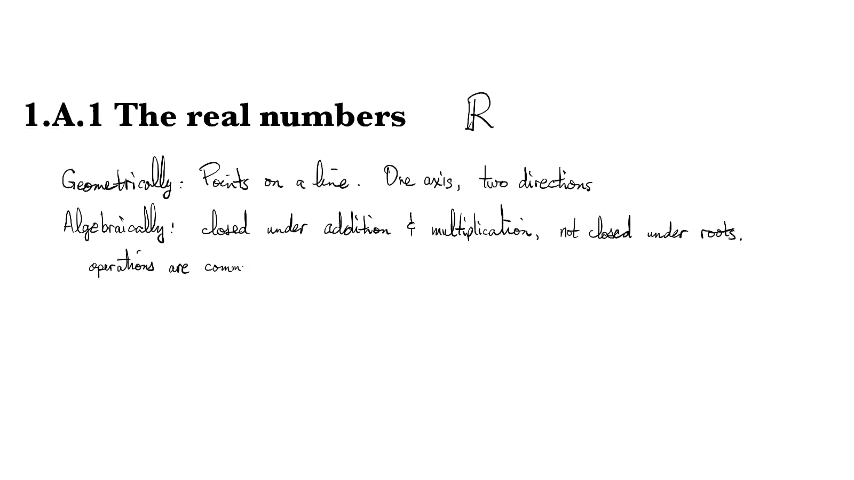 1.A.1 The real numbers ℝ
Geometrically: Points on a line. One axis, two directions
Algebraically: closed under addition & multiplication, not closed under roots.
operations are comm